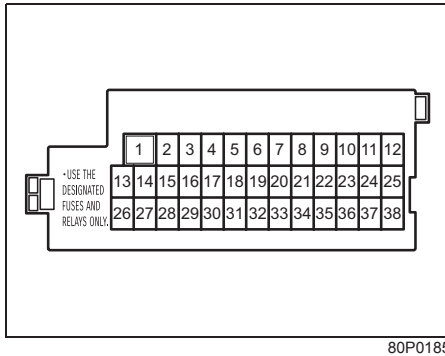 1 2 3 4 5 6 7 8 9 10 11 12
•USE THE
DESIGNATED
FUSES AND
RELAYS ONLY.
13 14 15 16 17 18 19 20 21 22 23 24 25
26 27 28 29 30 31 32 33 34 35 36 37 38
80P0185